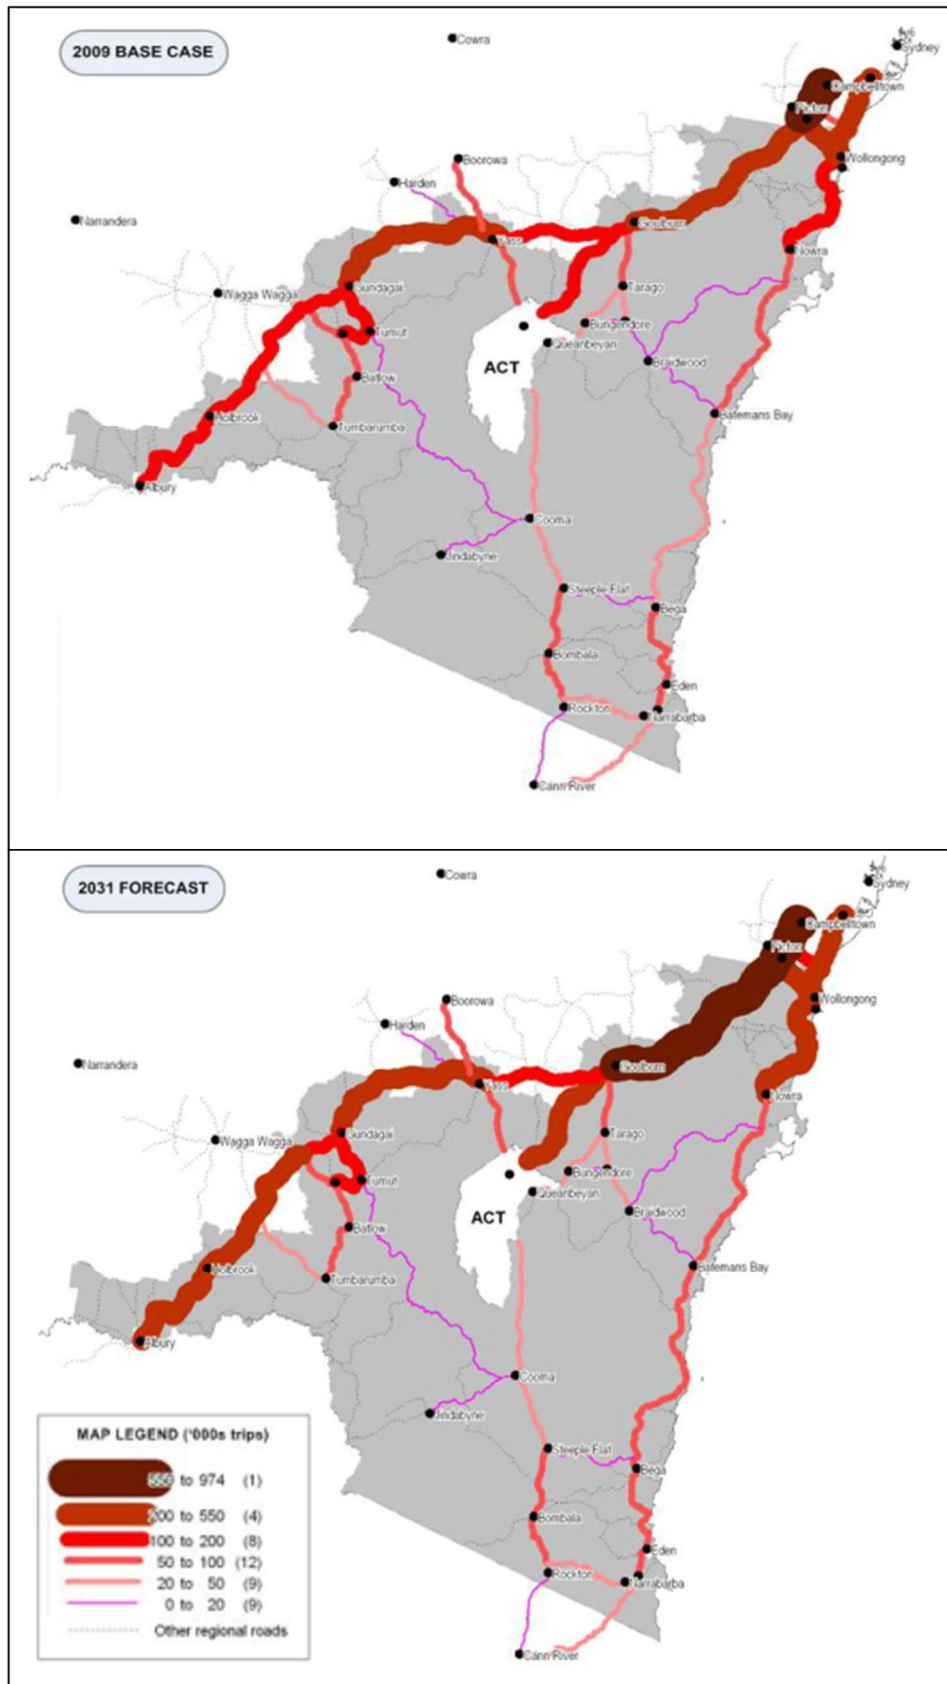 2009 BASE CASE
Cowra
Sydney
Campbelltown
Picton
Boorowa
Wollongong
Harden
Narrandera
Goulburn
Yass
Nowra
Gundagai
Tarago
Wagga Wagga
Bungendore
Tumut
Queanbeyan
Braidwood
ACT
Batlow
Batemans Bay
Holbrook
Tumbarumba
Albury
Cooma
Jindabyne
Steeple Flat
Bega
Bombala
Eden
Rockton
Narrabarba
Cann River
2031 FORECAST
Cowra
Sydney
Campbelltown
Picton
Wollongong
Boorowa
Harden
Narrandera
Goulburn
Yass
Nowra
Gundagai
Tarago
Wagga Wagga
Bungendore
Tumut
Queanbeyan
Braidwood
ACT
Batlow
Batemans Bay
Holbrook
Tumbarumba
Albury
Cooma
Jindabyne
MAP LEGEND ('000s trips)
Steeple Flat
Bega
550 to 974 (1)
200 to 550 (4)
Bombala
100 to 200 (8)
Eden
50 to 100 (12)
Rockton
20 to 50 (9)
Narrabarba
0 to 20 (9)
Other regional roads
Cann River